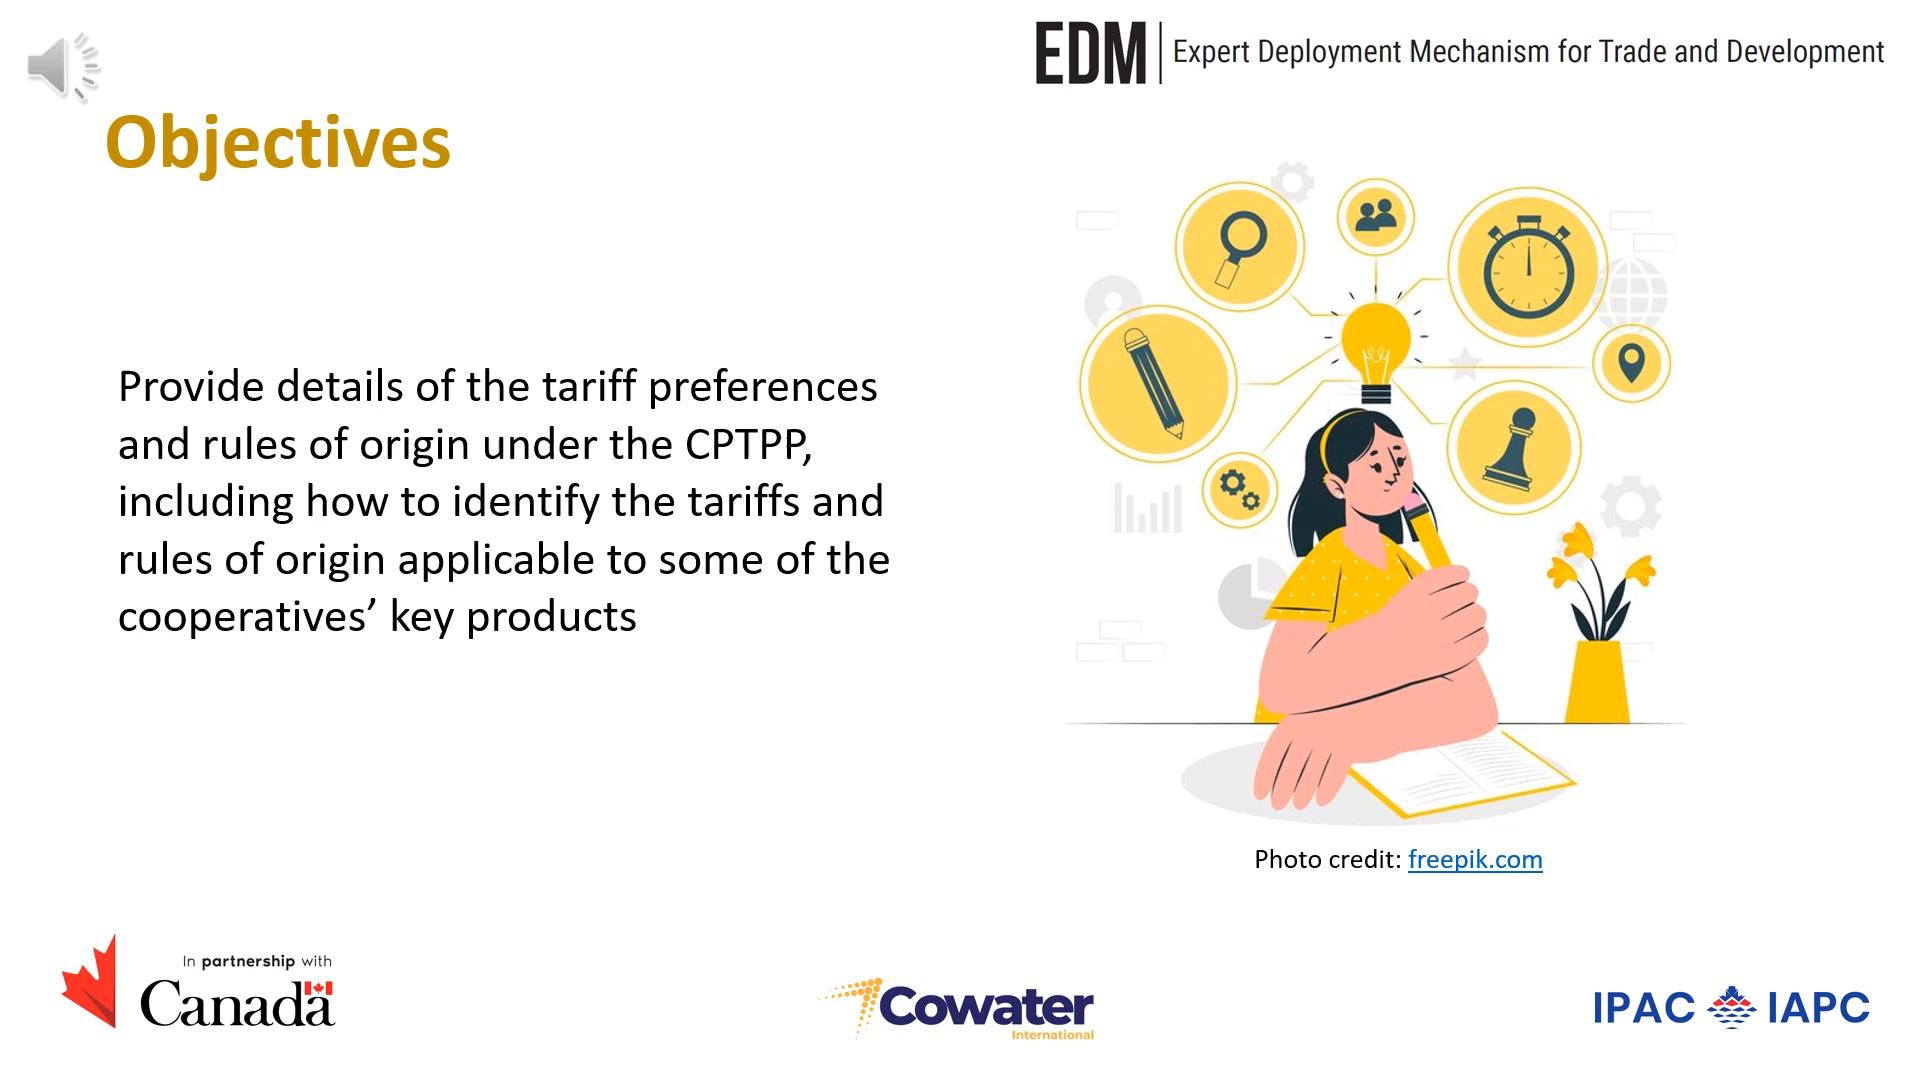 EDM | Expert Deployment Mechanism for Trade and Development
Objectives
Provide details of the tariff preferences
and rules of origin under the CPTPP,
including how to identify the tariffs and
rules of origin applicable to some of the
cooperatives’ key products
Photo credit: freepik.com
In partnership with
Canada
Cowater
International
IPAC IAPC